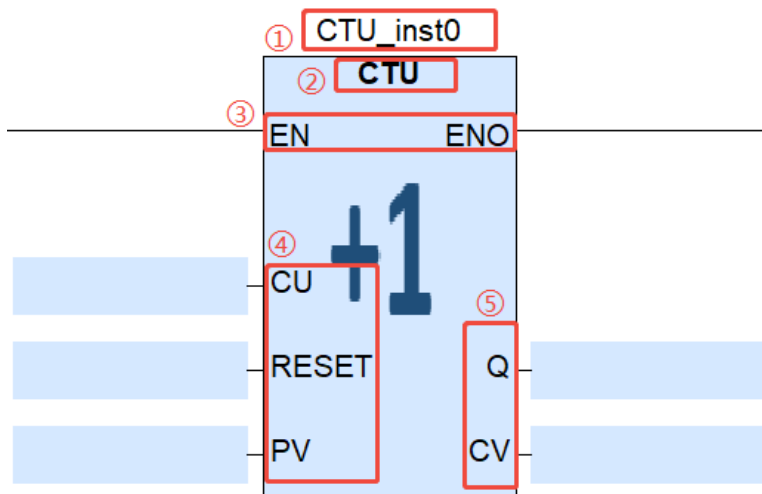 ① CTU_inst0
② CTU
③ EN ENO
+1
④
CU
⑤
RESET Q
PV CV